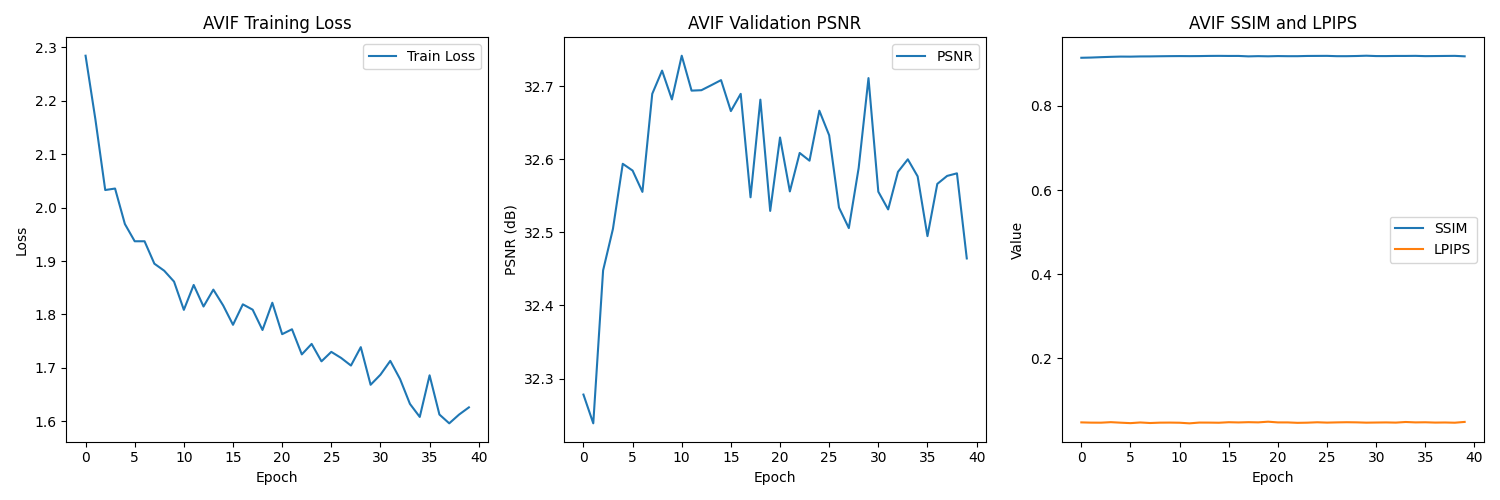 AVIF Training Loss
Train Loss
Loss
2.3
2.2
2.1
2.0
1.9
1.8
1.7
1.6
0 5 10 15 20 25 30 35 40
Epoch
AVIF Validation PSNR
PSNR
PSNR (dB)
32.7
32.6
32.5
32.4
32.3
0 5 10 15 20 25 30 35 40
Epoch
AVIF SSIM and LPIPS
SSIM
LPIPS
Value
0.8
0.6
0.4
0.2
0 5 10 15 20 25 30 35 40
Epoch